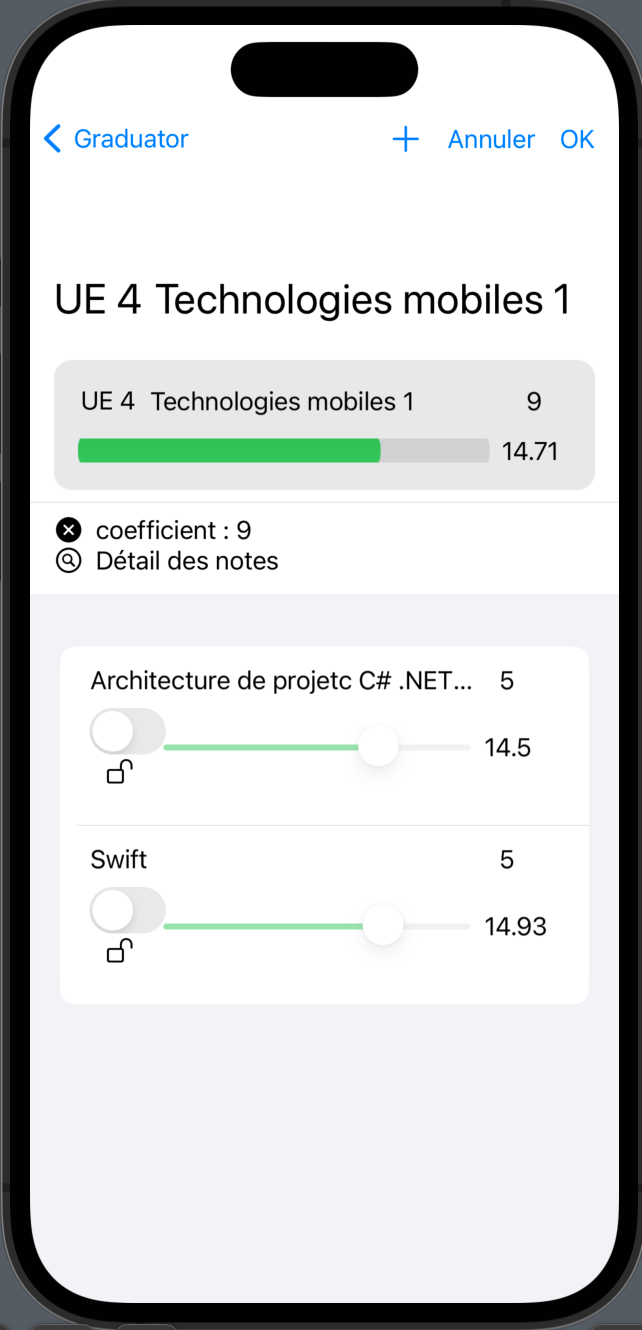 Graduator Annuler OK
UE 4 Technologies mobiles 1
UE 4 Technologies mobiles 1 9
14.71
coefficient : 9
Détail des notes
Architecture de projetc C# .NET... 5
14.5
Swift 5
14.93